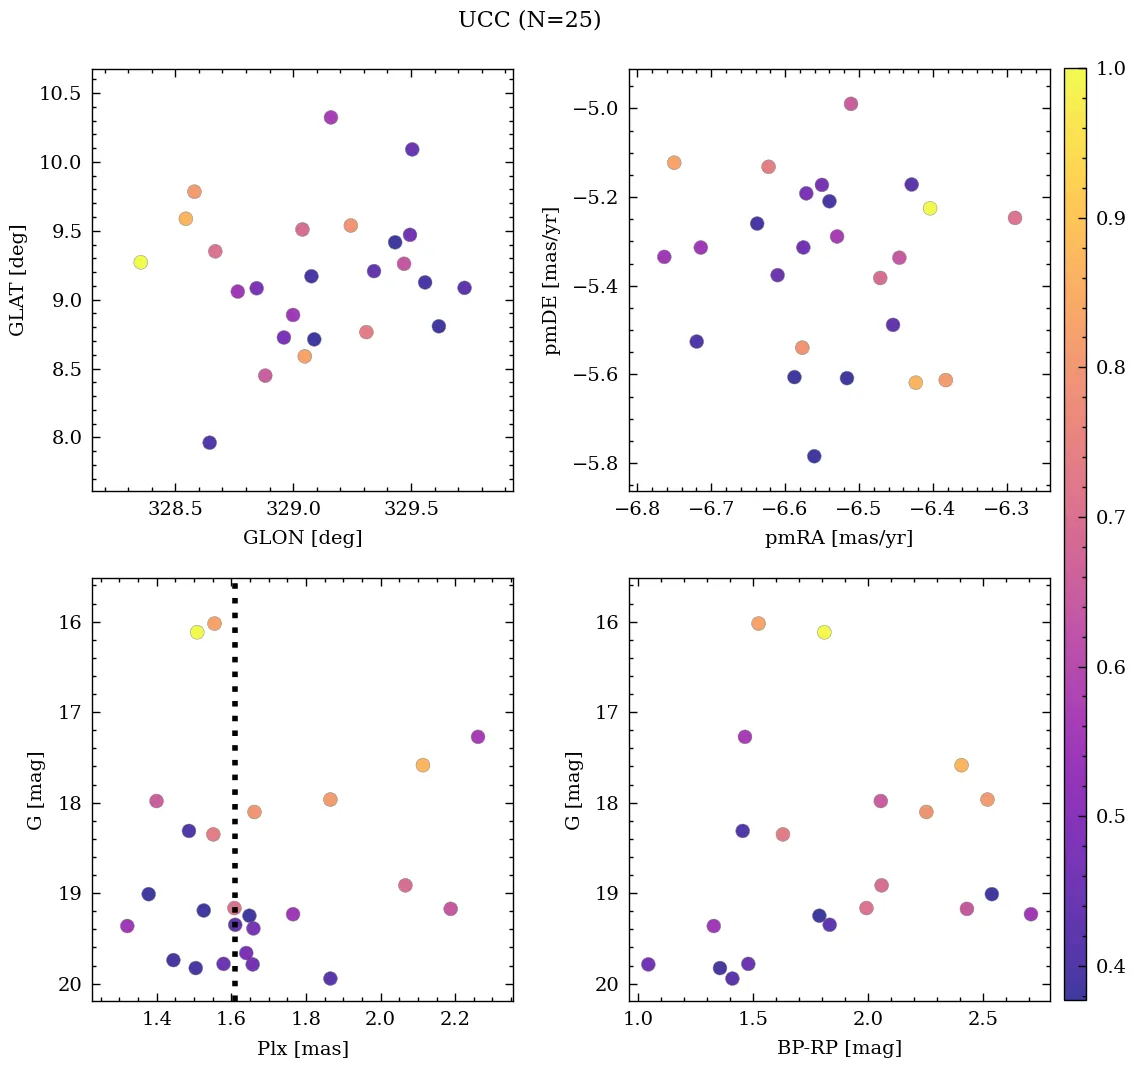 UCC (N=25)
10.5
10.0
9.5
9.0
8.5
8.0
GLAT [deg]
328.5 329.0 329.5
GLON [deg]
−5.0
−5.2
−5.4
−5.6
−5.8
pmDE [mas/yr]
−6.8 −6.7 −6.6 −6.5 −6.4 −6.3
pmRA [mas/yr]
1.0
0.9
0.8
0.7
0.6
0.5
0.4
16
17
18
19
20
G [mag]
1.4 1.6 1.8 2.0 2.2
Plx [mas]
16
17
18
19
20
G [mag]
1.0 1.5 2.0 2.5
BP-RP [mag]